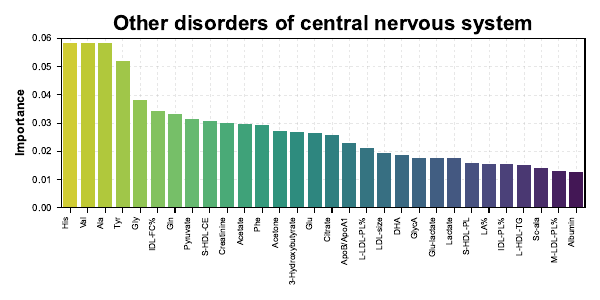 Other disorders of central nervous system
Importance
0.06
0.05
0.04
0.03
0.02
0.01
0.00
His
Val
Ala
Tyr
Gly
IDL-FC%
Gln
Pyruvate
S-HDL-CE
Creatinine
Acetate
Phe
Acetone
3-Hydroxybutyrate
Glu
Citrate
ApoB/ApoA1
L-LDL-PL%
LDL-size
DHA
GlycA
Glu-lactate
Lactate
S-HDL-PL
LA%
IDL-PL%
L-HDL-TG
M-LDL-PL%
Albumin